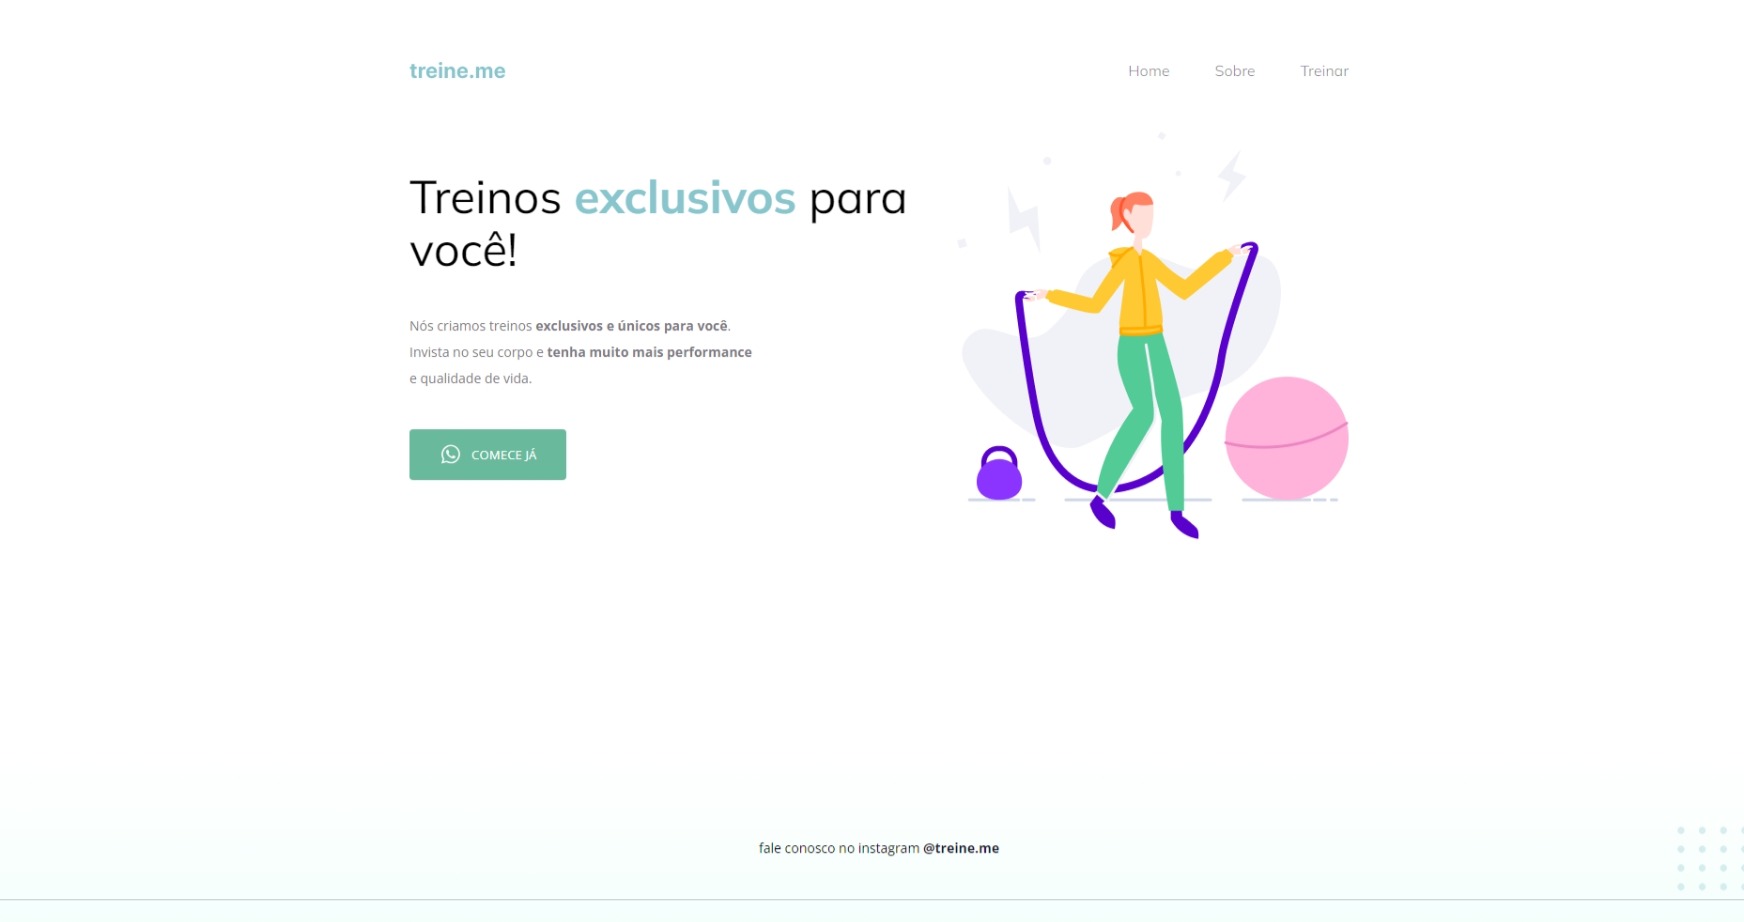 treine.me
Home
Sobre
Treinar
Treinos exclusivos para
você!
Nós criamos treinos exclusivos e únicos para você.
Invista no seu corpo e tenha muito mais performance
e qualidade de vida.
COMECE JÁ
fale conosco no instagram @treine.me